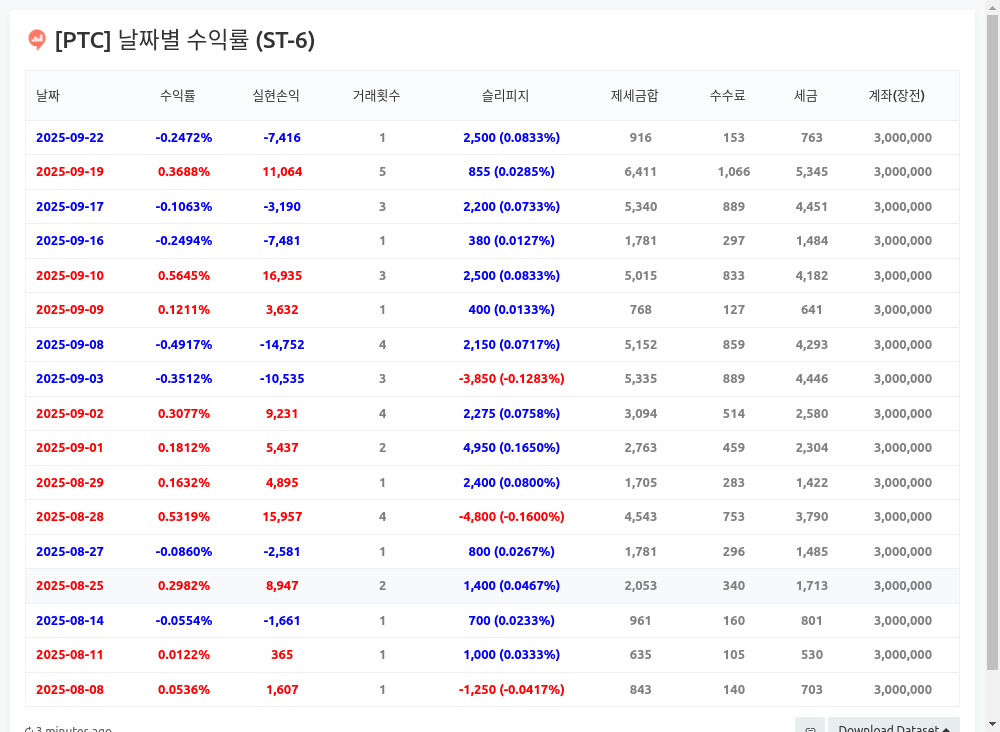 [PTC] 날짜별 수익률 (ST-6)
날짜 수익률 실현손익 거래횟수 슬리피지 제세금합 수수료 세금 계좌(장전)
2025-09-22 -0.2472% -7,416 1 2,500 (0.0833%) 916 153 763 3,000,000
2025-09-19 0.3688% 11,064 5 855 (0.0285%) 6,411 1,066 5,345 3,000,000
2025-09-17 -0.1063% -3,190 3 2,200 (0.0733%) 5,340 889 4,451 3,000,000
2025-09-16 -0.2494% -7,481 1 380 (0.0127%) 1,781 297 1,484 3,000,000
2025-09-10 0.5645% 16,935 3 2,500 (0.0833%) 5,015 833 4,182 3,000,000
2025-09-09 0.1211% 3,632 1 400 (0.0133%) 768 127 641 3,000,000
2025-09-08 -0.4917% -14,752 4 2,150 (0.0717%) 5,152 859 4,293 3,000,000
2025-09-03 -0.3512% -10,535 3 -3,850 (-0.1283%) 5,335 889 4,446 3,000,000
2025-09-02 0.3077% 9,231 4 2,275 (0.0758%) 3,094 514 2,580 3,000,000
2025-09-01 0.1812% 5,437 2 4,950 (0.1650%) 2,763 459 2,304 3,000,000
2025-08-29 0.1632% 4,895 1 2,400 (0.0800%) 1,705 283 1,422 3,000,000
2025-08-28 0.5319% 15,957 4 -4,800 (-0.1600%) 4,543 753 3,790 3,000,000
2025-08-27 -0.0860% -2,581 1 800 (0.0267%) 1,781 296 1,485 3,000,000
2025-08-25 0.2982% 8,947 2 1,400 (0.0467%) 2,053 340 1,713 3,000,000
2025-08-14 -0.0554% -1,661 1 700 (0.0233%) 961 160 801 3,000,000
2025-08-11 0.0122% 365 1 1,000 (0.0333%) 635 105 530 3,000,000
2025-08-08 0.0536% 1,607 1 -1,250 (-0.0417%) 843 140 703 3,000,000
3 minutes ago Download Dataset